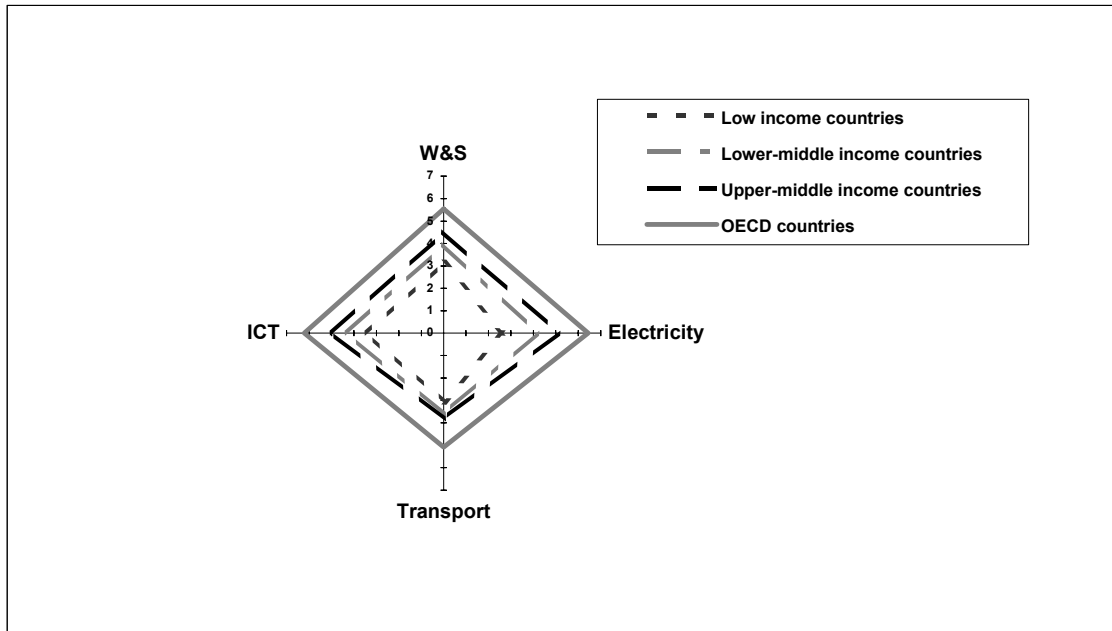 Low income countries
Lower-middle income countries
Upper-middle income countries
OECD countries
W&S
7
6
5
4
3
2
1
0
ICT
Electricity
Transport